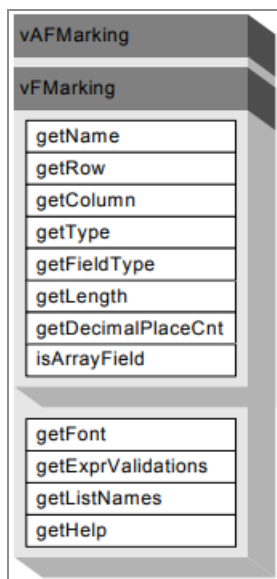 vAFMarking
vFMarking
getName
getRow
getColumn
getType
getFieldType
getLength
getDecimalPlaceCnt
isArrayField
getFont
getExprValidations
getListNames
getHelp